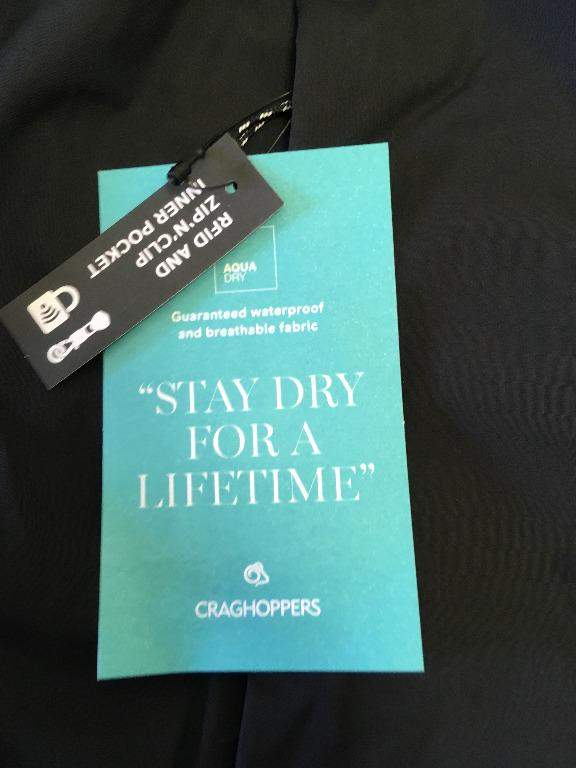 RFID AND
ZIP'N'CLIP
INNER POCKET
AQUA
DRY
Guaranteed waterproof
and breathable fabric
“STAY DRY
FOR A
LIFETIME”
CRAGHOPPERS